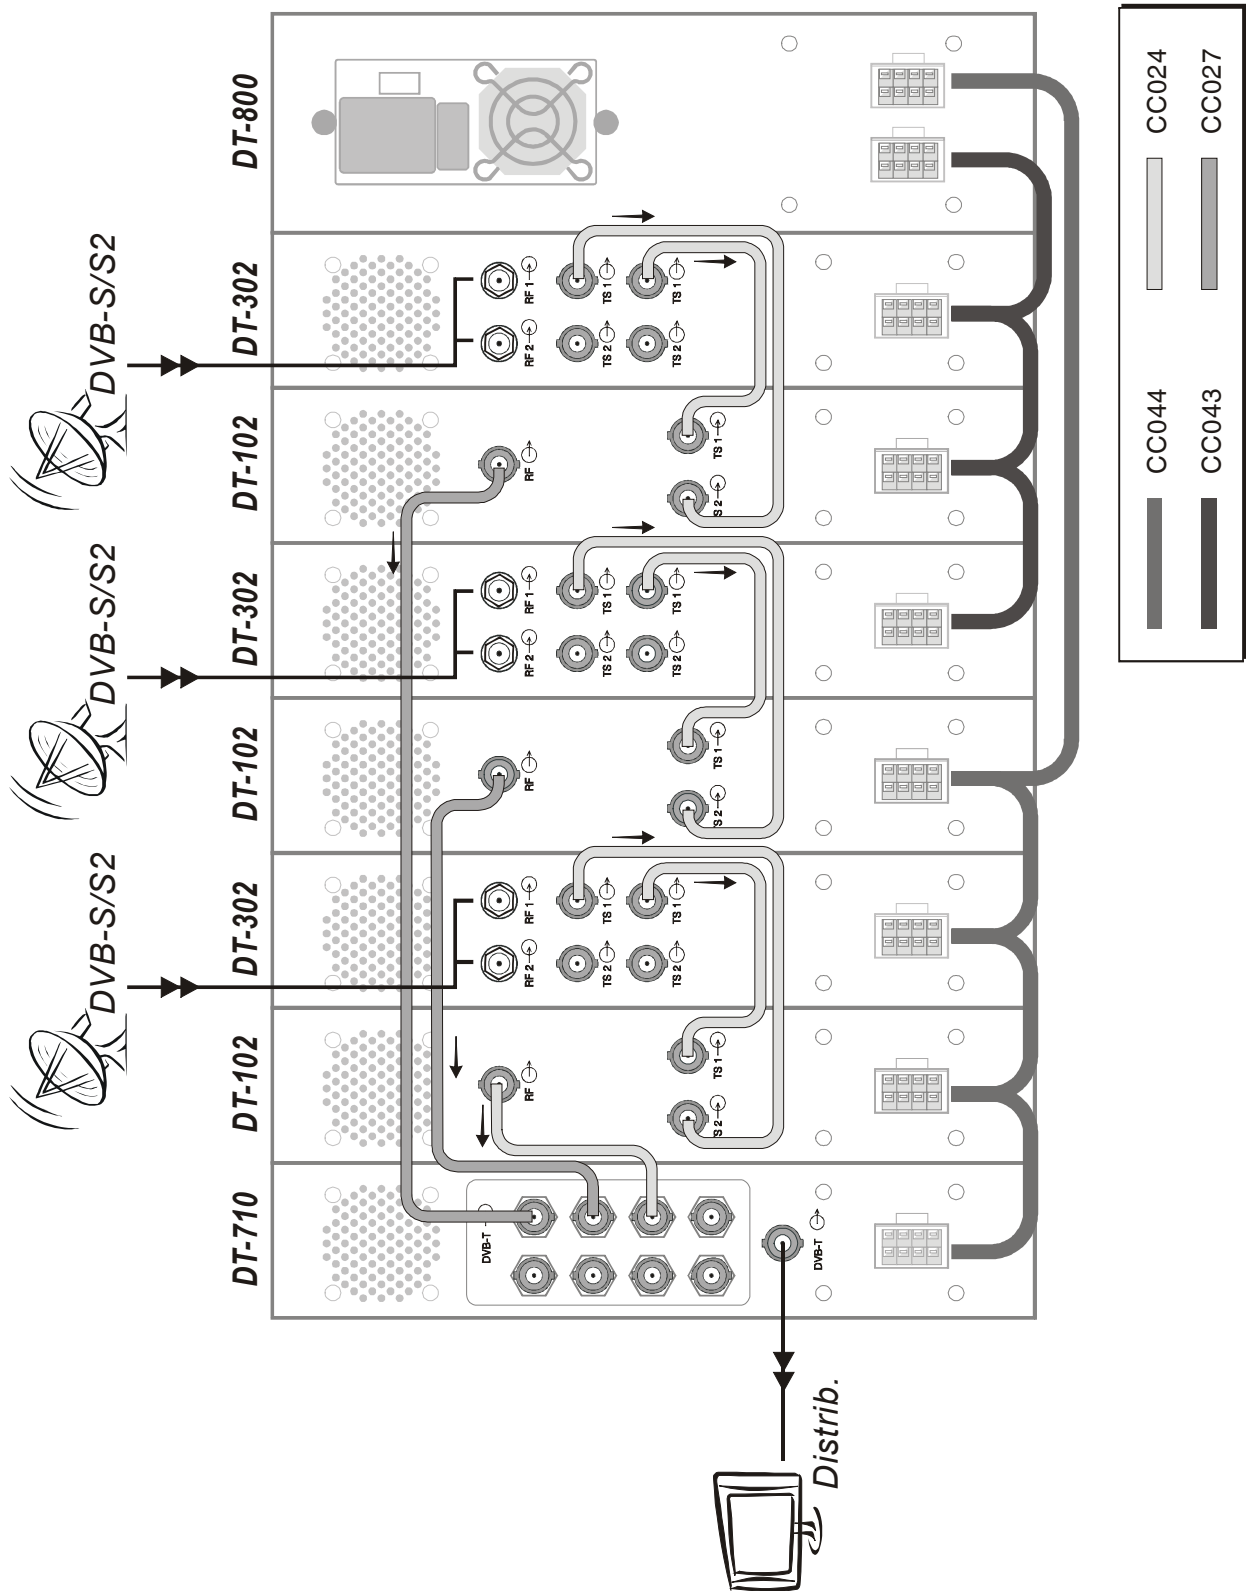 DVB-S/S2
DVB-S/S2
DVB-S/S2
DT-710
DT-102
DT-302
DT-102
DT-302
DT-102
DT-302
DT-800
DVB-T
RF
RF 2
RF 1
RF
RF 2
RF 1
RF
RF 2
RF 1
TS 2
TS 1
TS 2
TS 1
TS 2
TS 1
TS 2
TS 1
TS 2
TS 1
TS 2
TS 1
S 2
TS 1
S 2
TS 1
S 2
TS 1
DVB-T
Distrib.
CC044
CC024
CC043
CC027